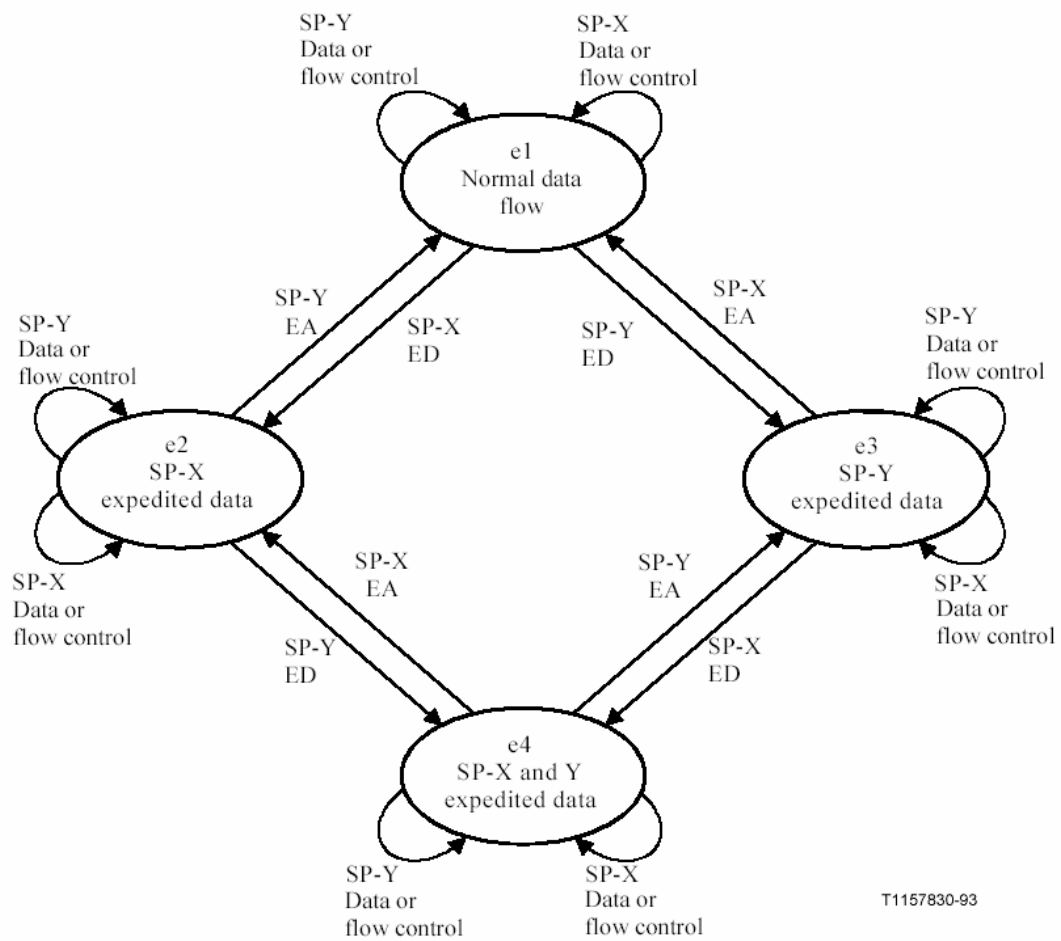 SP-Y
Data or
flow control
SP-X
Data or
flow control
e1
Normal data
flow
SP-Y
EA
SP-X
ED
SP-Y
ED
SP-X
EA
SP-Y
Data or
flow control
SP-Y
Data or
flow control
e2
SP-X
expedited data
e3
SP-Y
expedited data
SP-X
Data or
flow control
SP-X
EA
SP-Y
ED
SP-Y
EA
SP-X
ED
SP-X
Data or
flow control
e4
SP-X and Y
expedited data
SP-Y
Data or
flow control
SP-X
Data or
flow control
T1157830-93